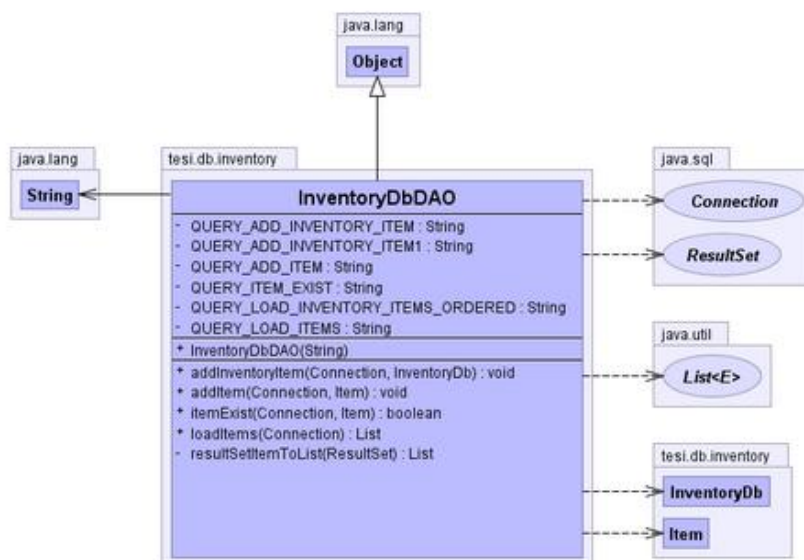 java.lang
Object
java.lang
String
tesi.db.inventory
InventoryDbDAO
- QUERY_ADD_INVENTORY_ITEM : String
- QUERY_ADD_INVENTORY_ITEM1 : String
- QUERY_ADD_ITEM : String
- QUERY_ITEM_EXIST : String
- QUERY_LOAD_INVENTORY_ITEMS_ORDERED : String
- QUERY_LOAD_ITEMS : String
+ InventoryDbDAO(String)
+ addInventoryItem(Connection, InventoryDb) : void
+ addItem(Connection, Item) : void
+ itemExist(Connection, Item) : boolean
+ loadItems(Connection) : List
- resultSetItemToList(ResultSet) : List
java.sql
Connection
ResultSet
java.util
List<E>
tesi.db.inventory
InventoryDb
Item